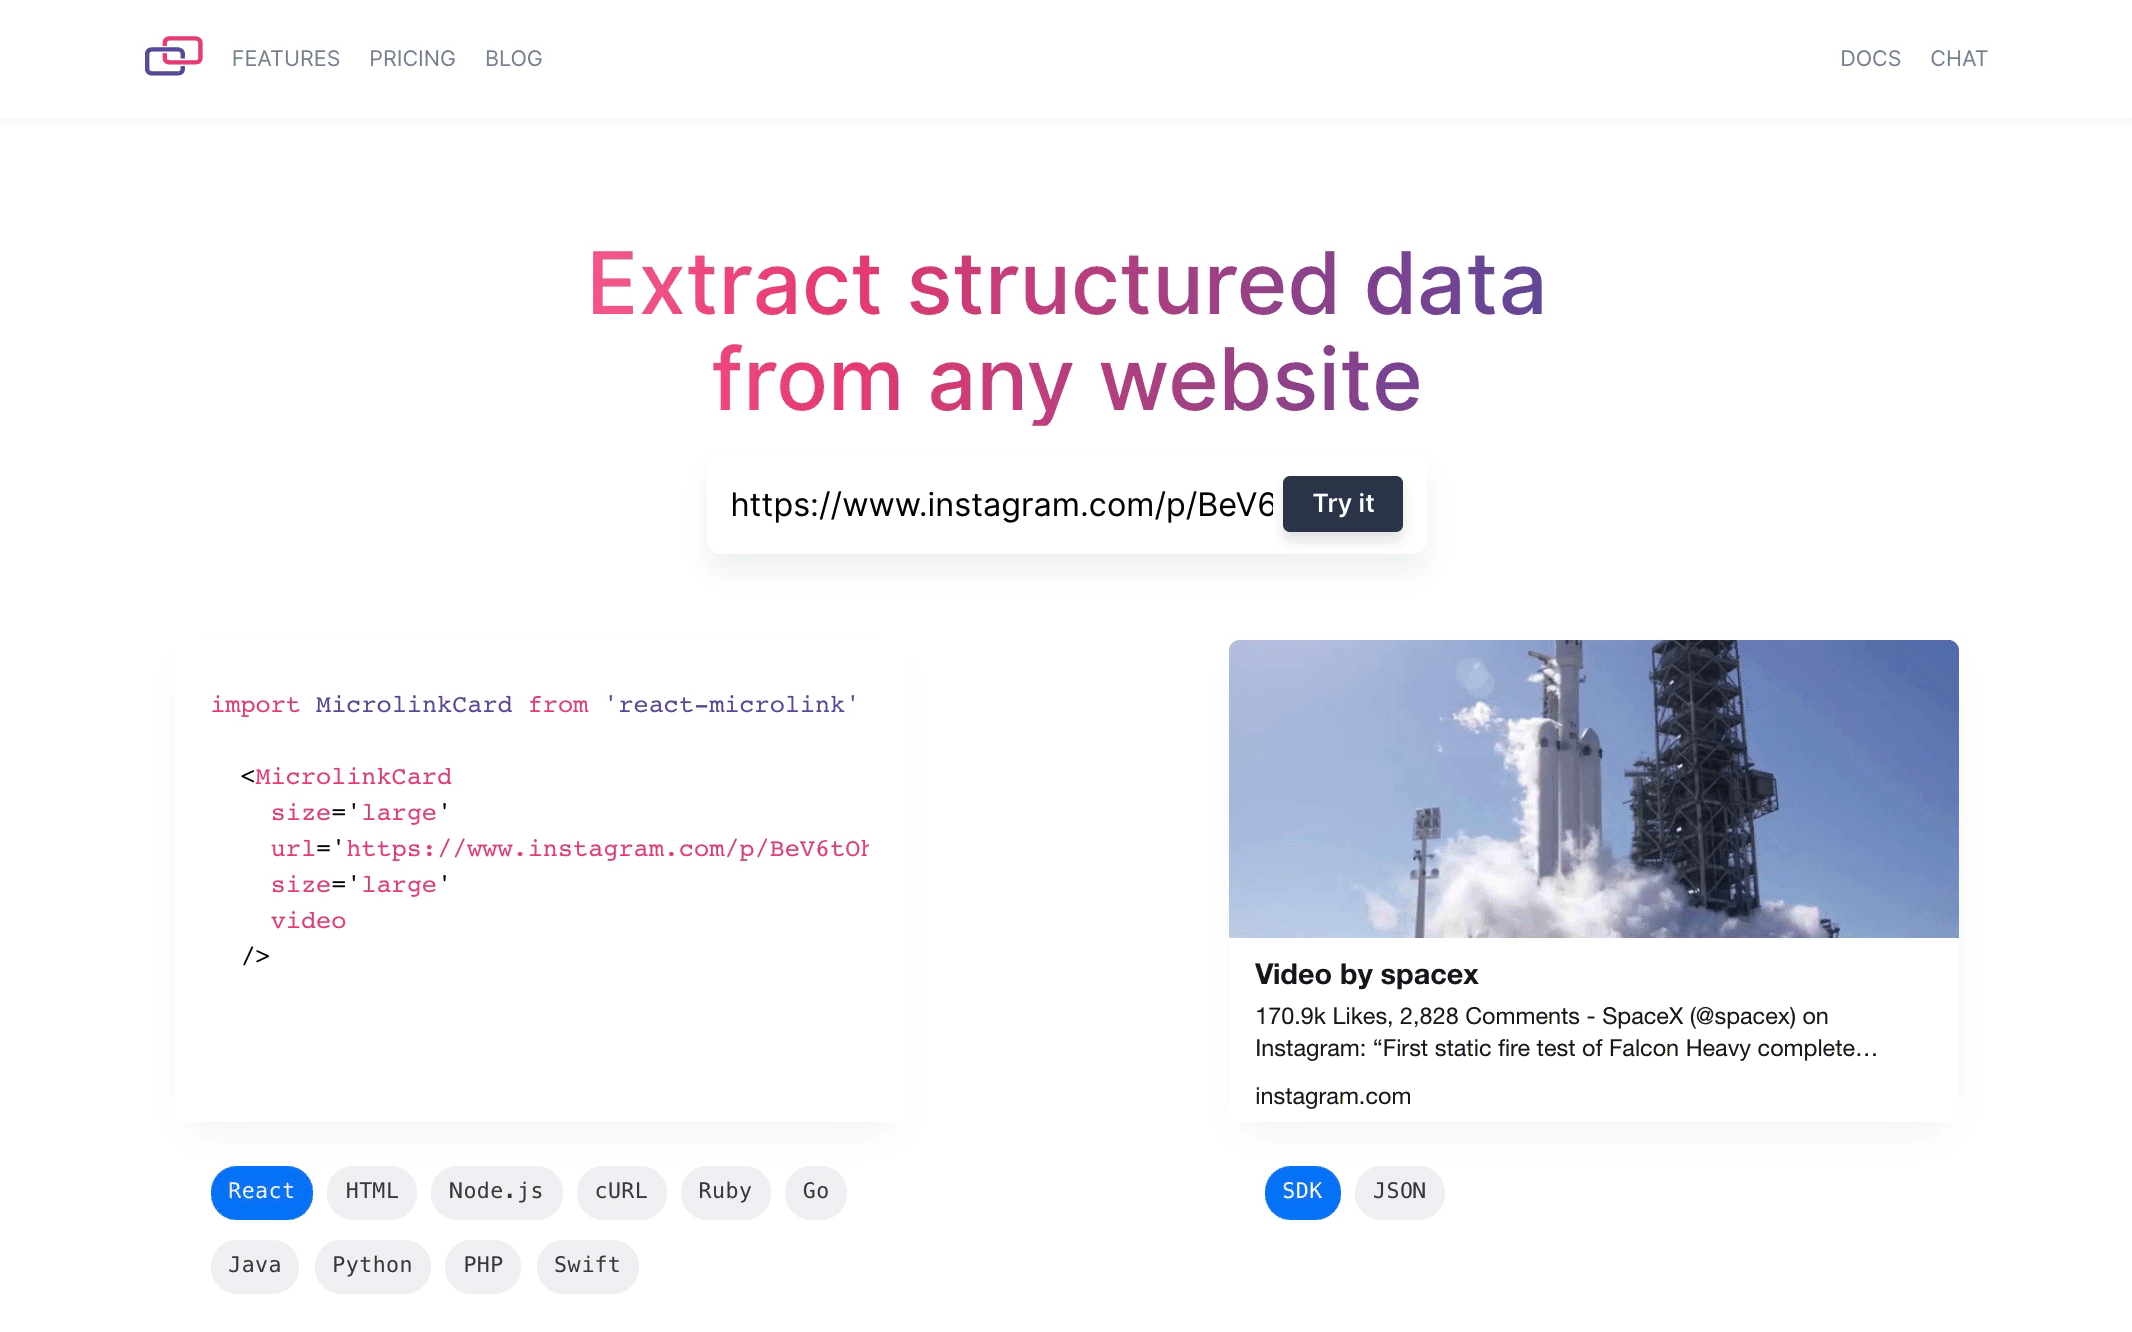 FEATURES PRICING BLOG DOCS CHAT
Extract structured data
from any website
https://www.instagram.com/p/BeV6 Try it
import MicrolinkCard from 'react-microlink'
<MicrolinkCard
size='large'
url='https://www.instagram.com/p/BeV6tOh
size='large'
video
/>
Video by spacex
170.9k Likes, 2,828 Comments - SpaceX (@spacex) on
Instagram: “First static fire test of Falcon Heavy complete…
instagram.com
React HTML Node.js cURL Ruby Go
Java Python PHP Swift
SDK JSON